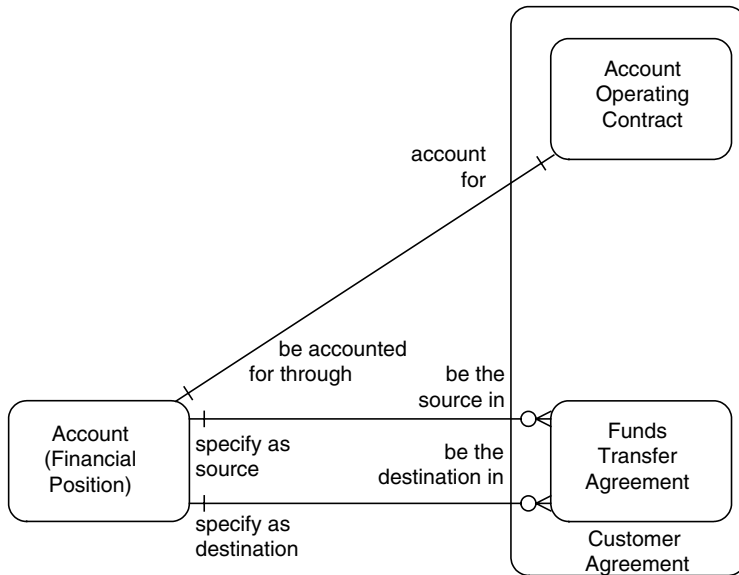 Account
Operating
Contract
account
for
be accounted
for through
be the
source in
Account
(Financial
Position)
specify as
source
Funds
Transfer
Agreement
be the
destination in
specify as
destination
Customer
Agreement